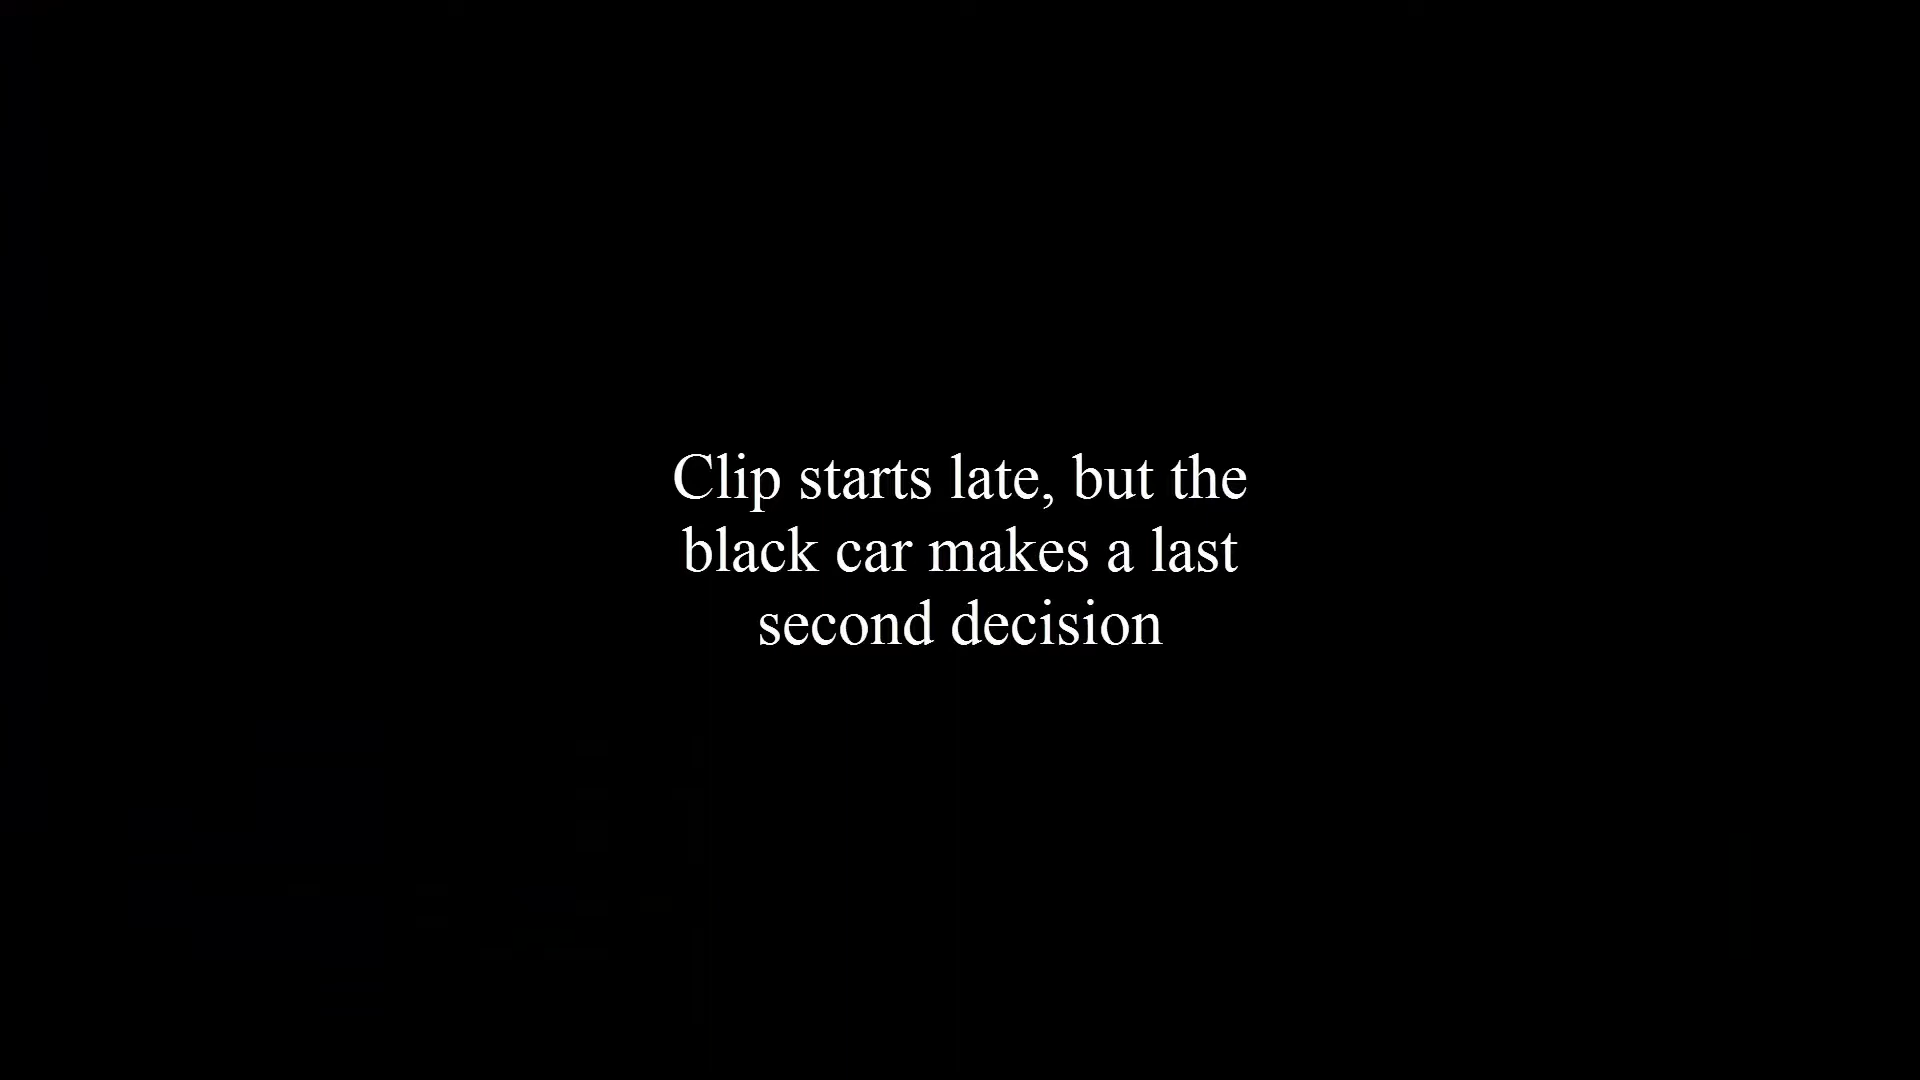 Clip starts late, but the
black car makes a last
second decision